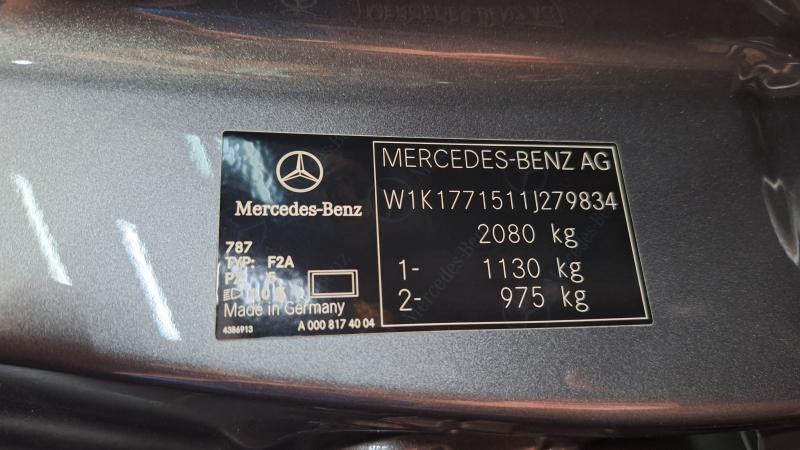 Mercedes-Benz
787
TYP: F2A
Made in Germany
4386913
A 000 817 40 04
MERCEDES-BENZ AG
W1K1771511J279834
2080 kg
1- 1130 kg
2- 975 kg